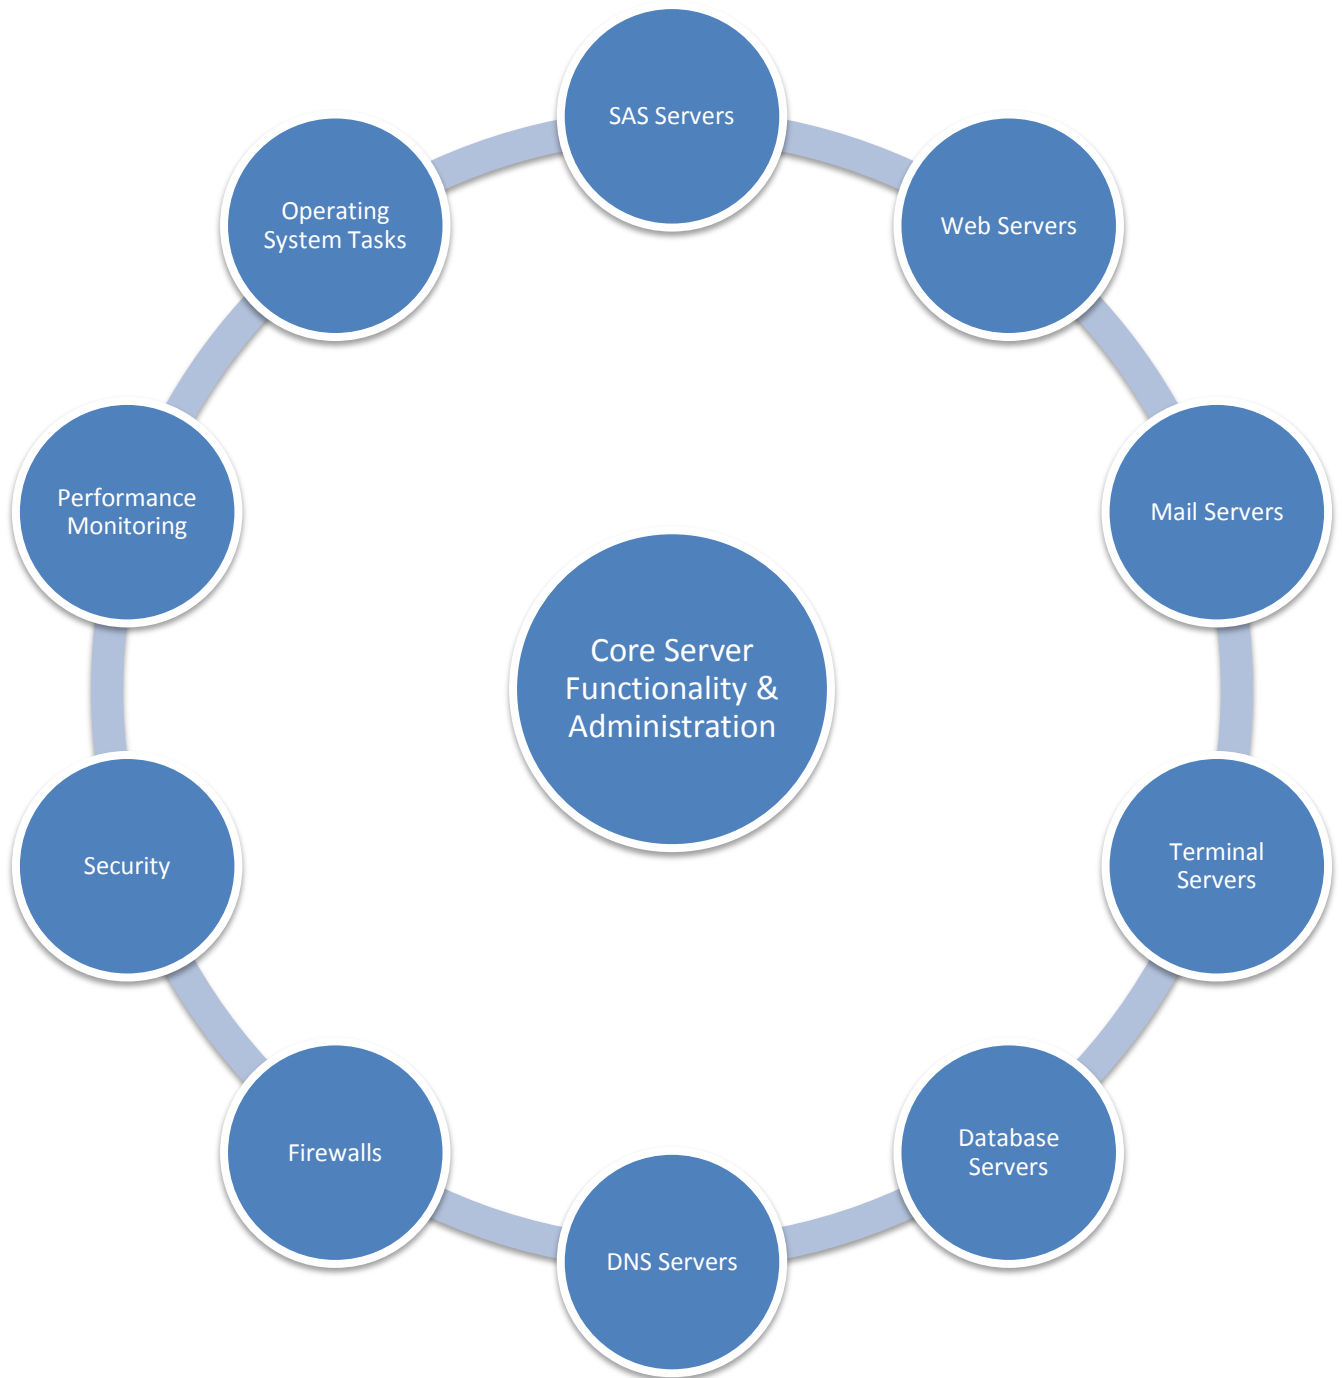 SAS Servers
Web Servers
Mail Servers
Terminal
Servers
Database
Servers
DNS Servers
Firewalls
Security
Performance
Monitoring
Operating
System Tasks
Core Server
Functionality &
Administration